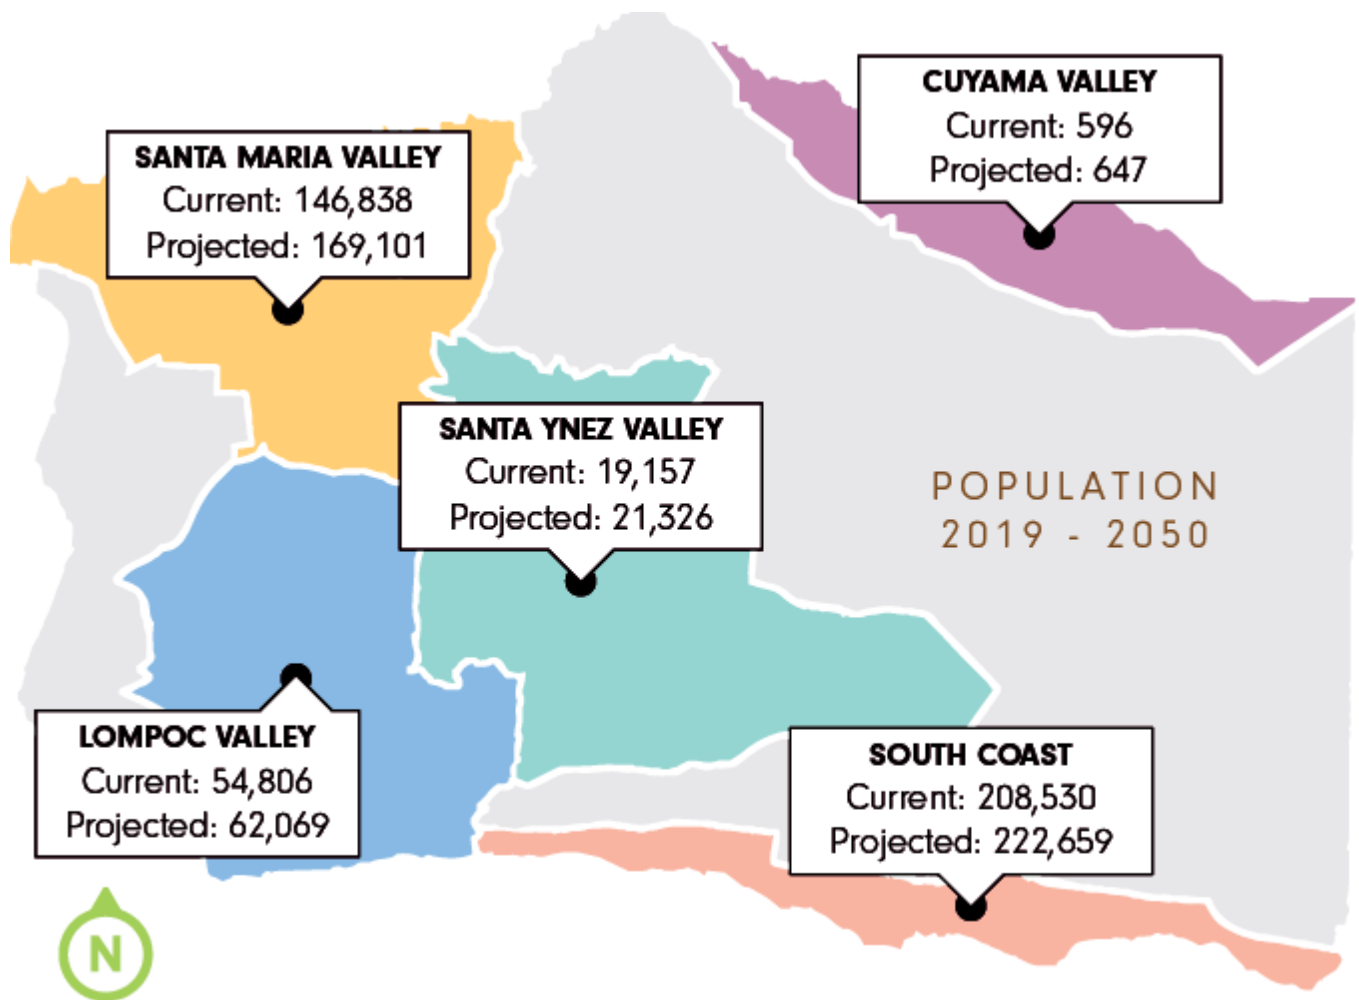 CUYAMA VALLEY
Current: 596
Projected: 647
SANTA MARIA VALLEY
Current: 146,838
Projected: 169,101
SANTA YNEZ VALLEY
Current: 19,157
Projected: 21,326
POPULATION
2019 - 2050
LOMPOC VALLEY
Current: 54,806
Projected: 62,069
SOUTH COAST
Current: 208,530
Projected: 222,659
N